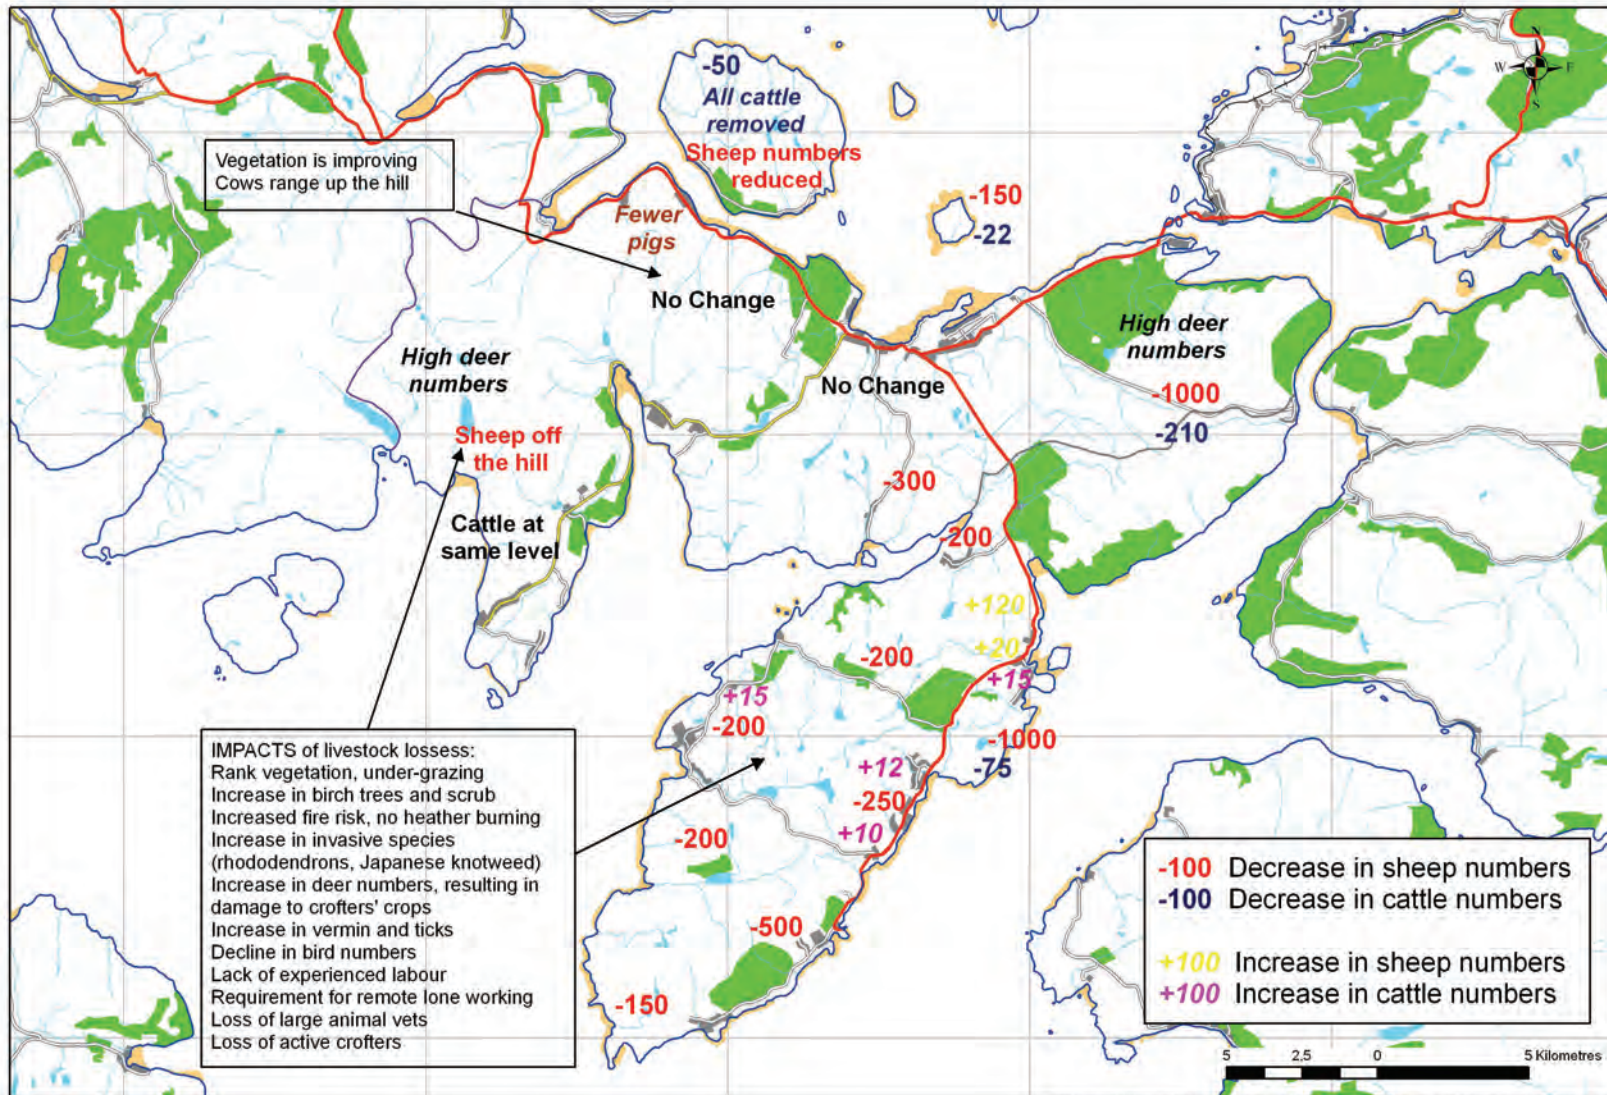 N
W
E
S
-50
All cattle
removed
Sheep numbers
reduced
Vegetation is improving
Cows range up the hill
-150
-22
Fewer
pigs
No Change
High deer
numbers
High deer
numbers
No Change
-1000
-210
Sheep off
the hill
-300
Cattle at
same level
-200
+120
+20
-200
+15
+15
-200
-1000
-75
+12
-250
+10
-200
-500
-150
IMPACTS of livestock lossess:
Rank vegetation, under-grazing
Increase in birch trees and scrub
Increased fire risk, no heather burning
Increase in invasive species
(rhododendrons, Japanese knotweed)
Increase in deer numbers, resulting in
damage to crofters' crops
Increase in vermin and ticks
Decline in bird numbers
Lack of experienced labour
Requirement for remote lone working
Loss of large animal vets
Loss of active crofters
-100 Decrease in sheep numbers
-100 Decrease in cattle numbers
+100 Increase in sheep numbers
+100 Increase in cattle numbers
5 2.5 0 5 Kilometres